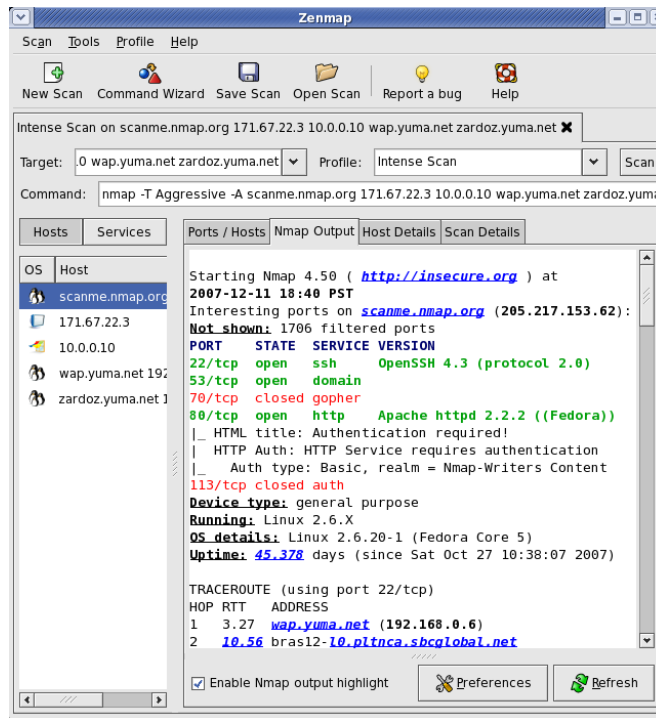 Zenmap
Scan Tools Profile Help
New Scan Command Wizard Save Scan Open Scan Report a bug Help
Intense Scan on scanme.nmap.org 171.67.22.3 10.0.0.10 wap.yuma.net zardoz.yuma.net
Target: .0 wap.yuma.net zardoz.yuma.net Profile: Intense Scan Scan
Command: nmap -T Aggressive -A scanme.nmap.org 171.67.22.3 10.0.0.10 wap.yuma.net zardoz.yuma
Hosts Services
OS Host
scanme.nmap.org
171.67.22.3
10.0.0.10
wap.yuma.net 192
zardoz.yuma.net 1
Ports / Hosts Nmap Output Host Details Scan Details
Starting Nmap 4.50 ( http://insecure.org ) at
2007-12-11 18:40 PST
Interesting ports on scanme.nmap.org (205.217.153.62):
Not shown: 1706 filtered ports
PORT STATE SERVICE VERSION
22/tcp open ssh OpenSSH 4.3 (protocol 2.0)
53/tcp open domain
70/tcp closed gopher
80/tcp open http Apache httpd 2.2.2 ((Fedora))
|_ HTML title: Authentication required!
| HTTP Auth: HTTP Service requires authentication
|_ Auth type: Basic, realm = Nmap-Writers Content
113/tcp closed auth
Device type: general purpose
Running: Linux 2.6.X
OS details: Linux 2.6.20-1 (Fedora Core 5)
Uptime: 45.378 days (since Sat Oct 27 10:38:07 2007)
TRACEROUTE (using port 22/tcp)
HOP RTT ADDRESS
1 3.27 wap.yuma.net (192.168.0.6)
2 10.56 bras12-l0.pltnca.sbcglobal.net
Enable Nmap output highlight Preferences Refresh